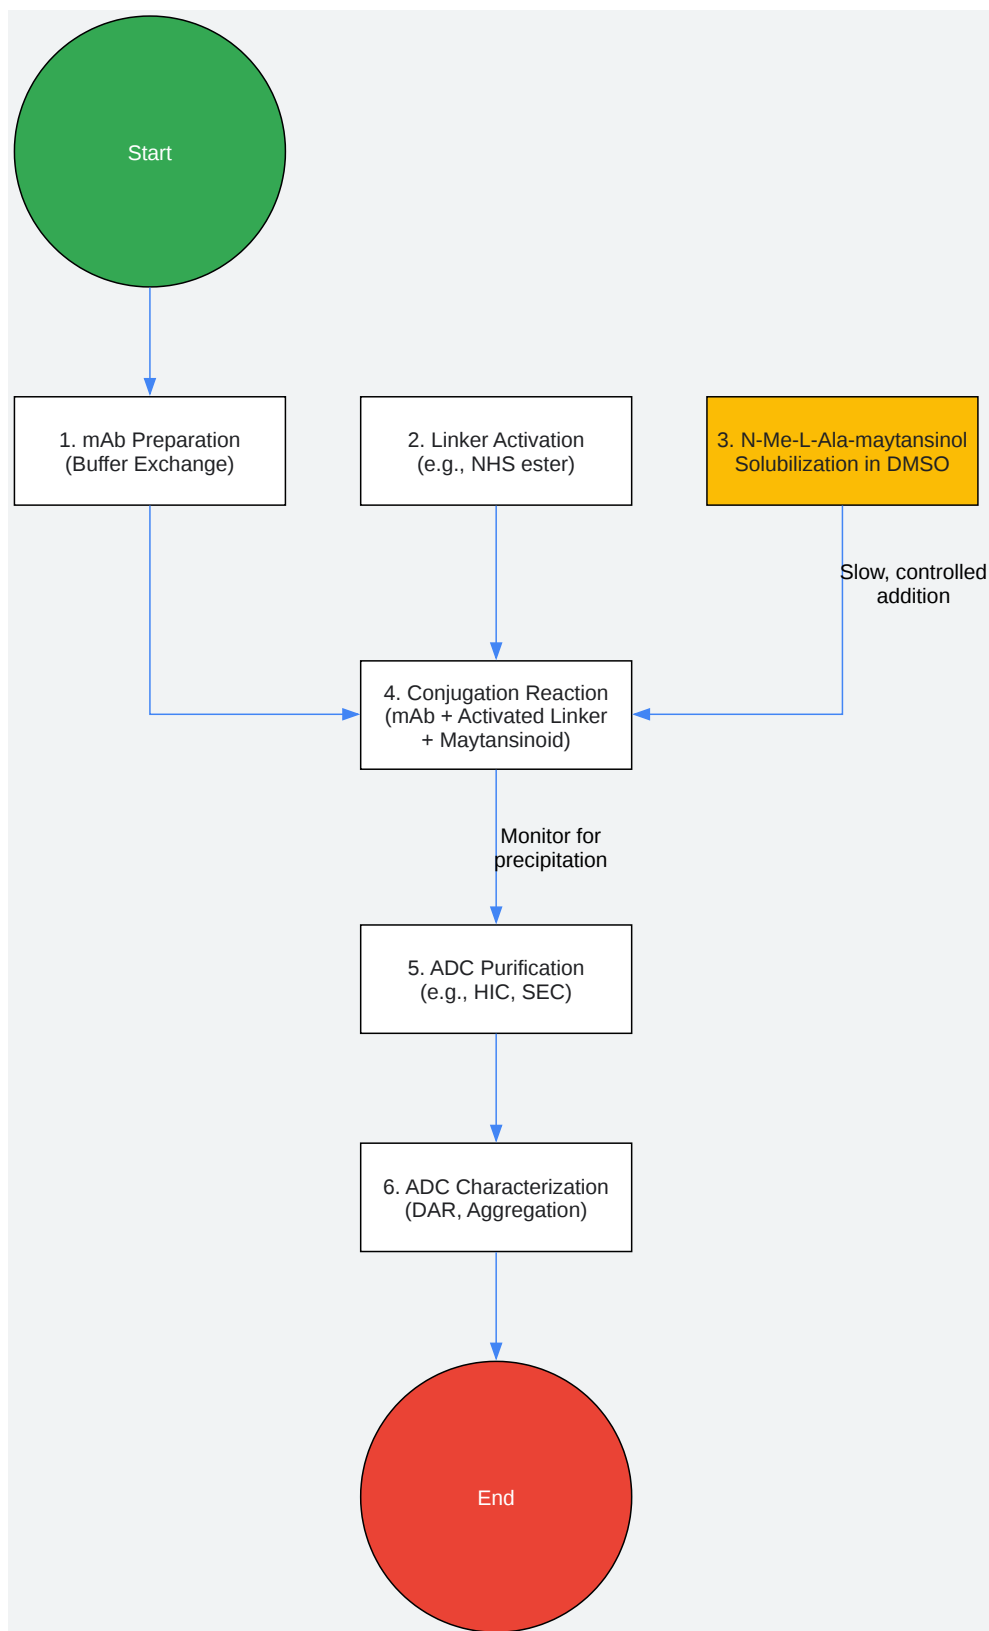 Start
1. mAb Preparation
(Buffer Exchange)
2. Linker Activation
(e.g., NHS ester)
3. N-Me-L-Ala-maytansinol
Solubilization in DMSO
Slow, controlled
addition
4. Conjugation Reaction
(mAb + Activated Linker
+ Maytansinoid)
Monitor for
precipitation
5. ADC Purification
(e.g., HIC, SEC)
6. ADC Characterization
(DAR, Aggregation)
End